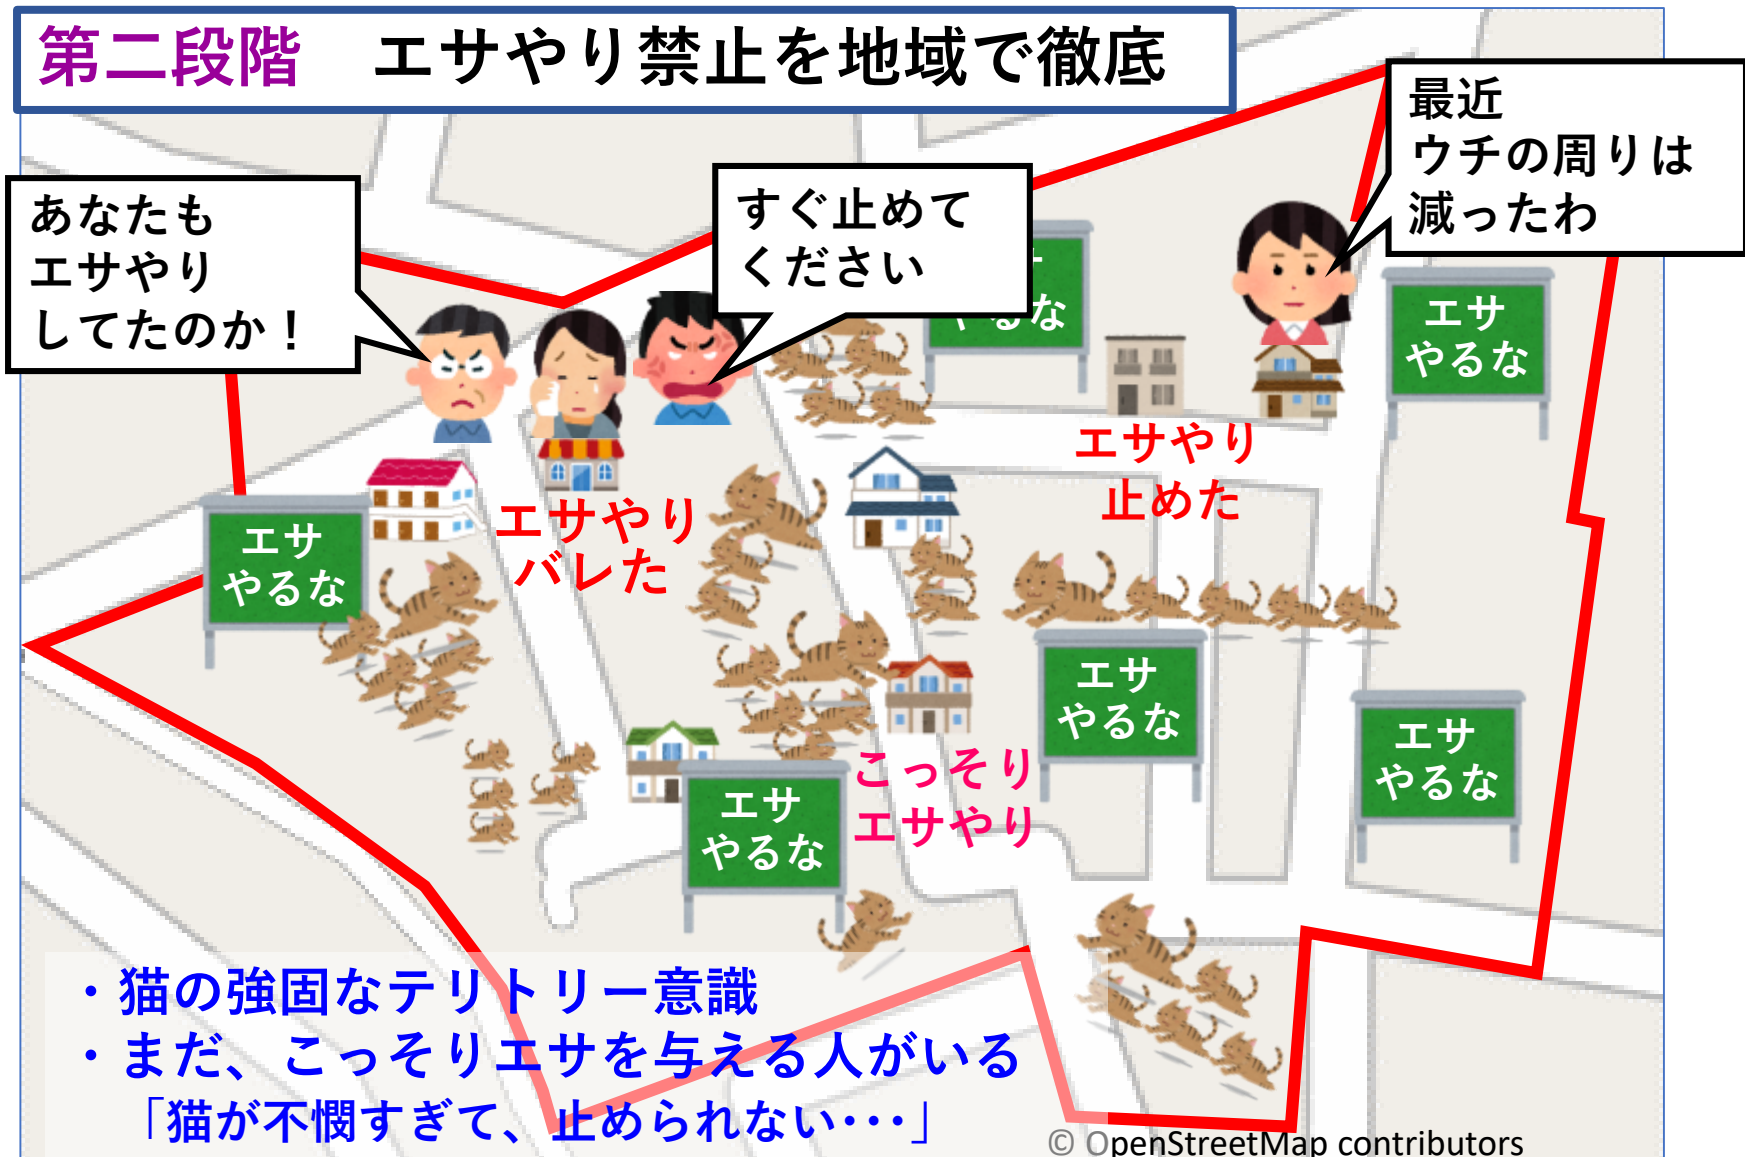 第二段階 エサやり禁止を地域で徹底
最近
ウチの周りは
減ったわ
あなたも
エサやり
してたのか！
すぐ止めて
ください
やるな
エサ
やるな
エサやり
止めた
エサやり
バレた
エサ
やるな
エサ
やるな
エサ
やるな
こっそり
エサやり
エサ
やるな
・猫の強固なテリトリー意識
・まだ、こっそりエサを与える人がいる
「猫が不憫すぎて、止められない･･･」
© OpenStreetMap contributors